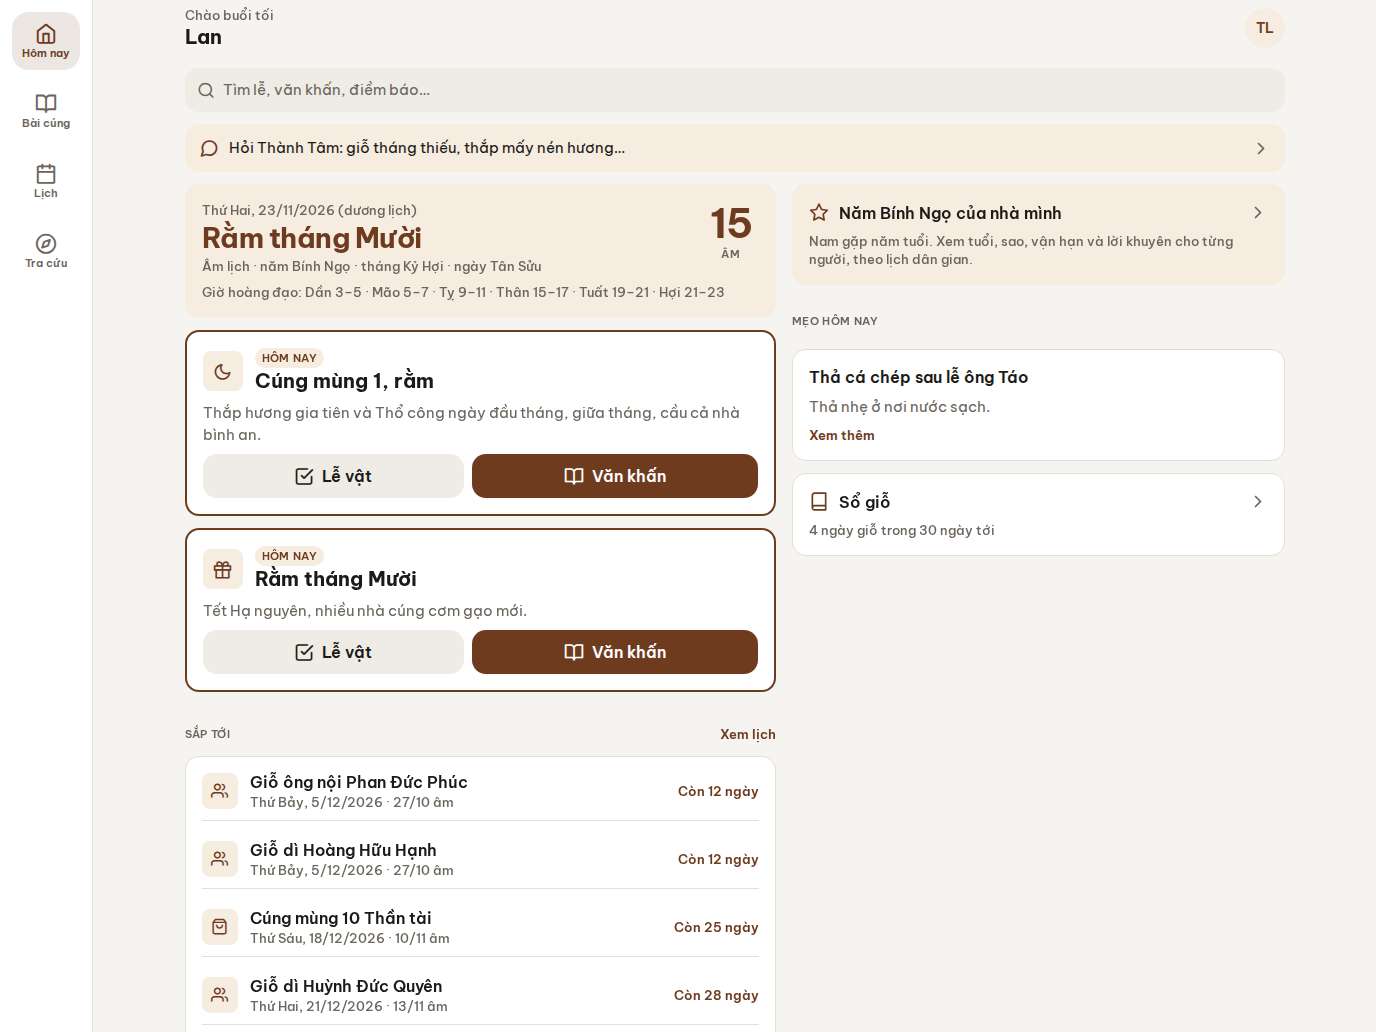 Hôm nay
Bài cúng
Lịch
Tra cứu
Chào buổi tối
Lan
TL
Tìm lễ, văn khấn, điềm báo...
Hỏi Thành Tâm: giỗ tháng thiếu, thắp mấy nén hương...
Thứ Hai, 23/11/2026 (dương lịch)
Rằm tháng Mười
Âm lịch · năm Bính Ngọ · tháng Kỷ Hợi · ngày Tân Sửu
15
ÂM
Giờ hoàng đạo: Dần 3–5 · Mão 5–7 · Tỵ 9–11 · Thân 15–17 · Tuất 19–21 · Hợi 21–23
HÔM NAY
Cúng mùng 1, rằm
Thắp hương gia tiên và Thổ công ngày đầu tháng, giữa tháng, cầu cả nhà
bình an.
Lễ vật
Văn khấn
HÔM NAY
Rằm tháng Mười
Tết Hạ nguyên, nhiều nhà cúng cơm gạo mới.
Lễ vật
Văn khấn
SẮP TỚI
Xem lịch
Giỗ ông nội Phan Đức Phúc
Thứ Bảy, 5/12/2026 · 27/10 âm
Còn 12 ngày
Giỗ dì Hoàng Hữu Hạnh
Thứ Bảy, 5/12/2026 · 27/10 âm
Còn 12 ngày
Cúng mùng 10 Thần tài
Thứ Sáu, 18/12/2026 · 10/11 âm
Còn 25 ngày
Giỗ dì Huỳnh Đức Quyên
Thứ Hai, 21/12/2026 · 13/11 âm
Còn 28 ngày
Năm Bính Ngọ của nhà mình
Nam gặp năm tuổi. Xem tuổi, sao, vận hạn và lời khuyên cho từng
người, theo lịch dân gian.
MẸO HÔM NAY
Thả cá chép sau lễ ông Táo
Thả nhẹ ở nơi nước sạch.
Xem thêm
Sổ giỗ
4 ngày giỗ trong 30 ngày tới